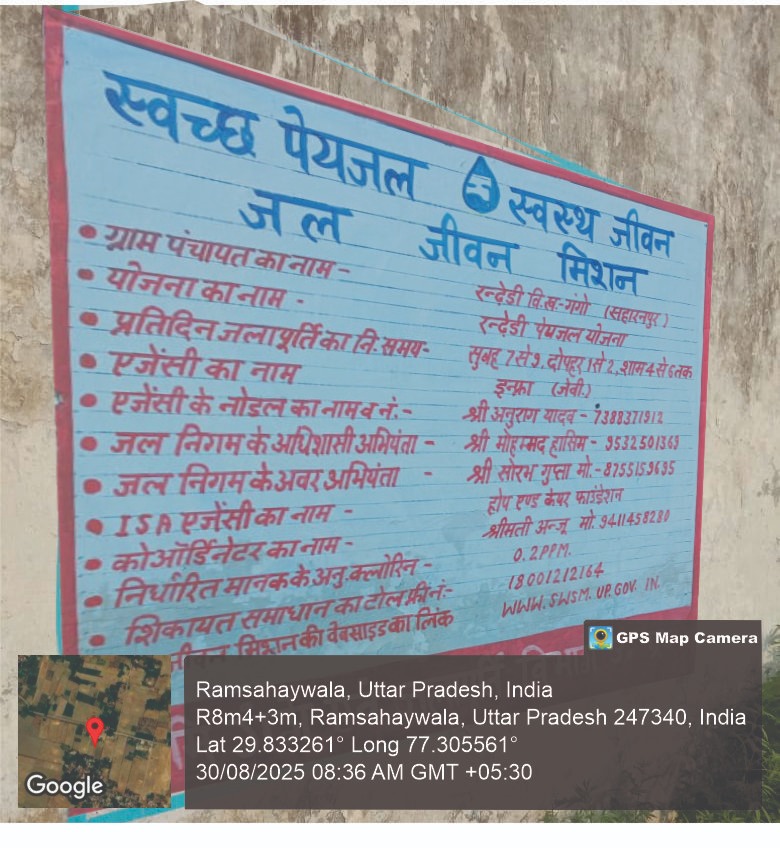 स्वच्छ पेयजल स्वस्थ जीवन
जल जीवन मिशन
• ग्राम पंचायत का नाम - रन्देडी वि.ख.-गंगो (सहारनपुर)
• योजना का नाम - रन्देडी पेयजल योजना
• प्रतिदिन जलापूर्ति का नि. समय- सुबह 7 से 9, दोपहर 1 से 2, शाम 4 से 6 तक
• एजेंसी का नाम इन्फ्रा (जेवी.)
• एजेंसी के नोडल का नाम व नं:- श्री अनुराग यादव - 7388371912
• जल निगम के अधिशासी अभियंता - श्री मोहम्मद हासिम - 9532501369
• जल निगम के अवर अभियंता - श्री सोरभ गुप्ता मो.- 8755159695
• ISA एजेंसी का नाम - होप एण्ड केयर फाउंडेशन
• कोऑर्डिनेटर का नाम - श्रीमती अन्जू मो. 9411458280
• निर्धारित मानक के अनु. क्लोरिन - 0.2PPM.
• शिकायत समाधान का टोल फ्री नं:- 18001212164
मिशन की वेबसाइड का लिंक WWW.SWSM.UP.GOV.IN.
GPS Map Camera
Ramsahaywala, Uttar Pradesh, India
R8m4+3m, Ramsahaywala, Uttar Pradesh 247340, India
Lat 29.833261° Long 77.305561°
30/08/2025 08:36 AM GMT +05:30
Google